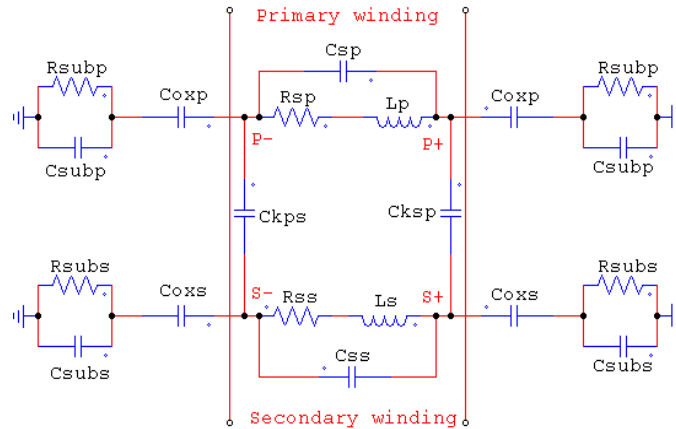 Primary winding
Csp
Rsubp
Coxp
Rsp
Lp
Coxp
Rsubp
Csubp
P-
P+
Csubp
Ckps
Cksp
Rsubs
Coxs
S-
Rss
Ls
S+
Coxs
Rsubs
Csubs
Css
Csubs
Secondary winding